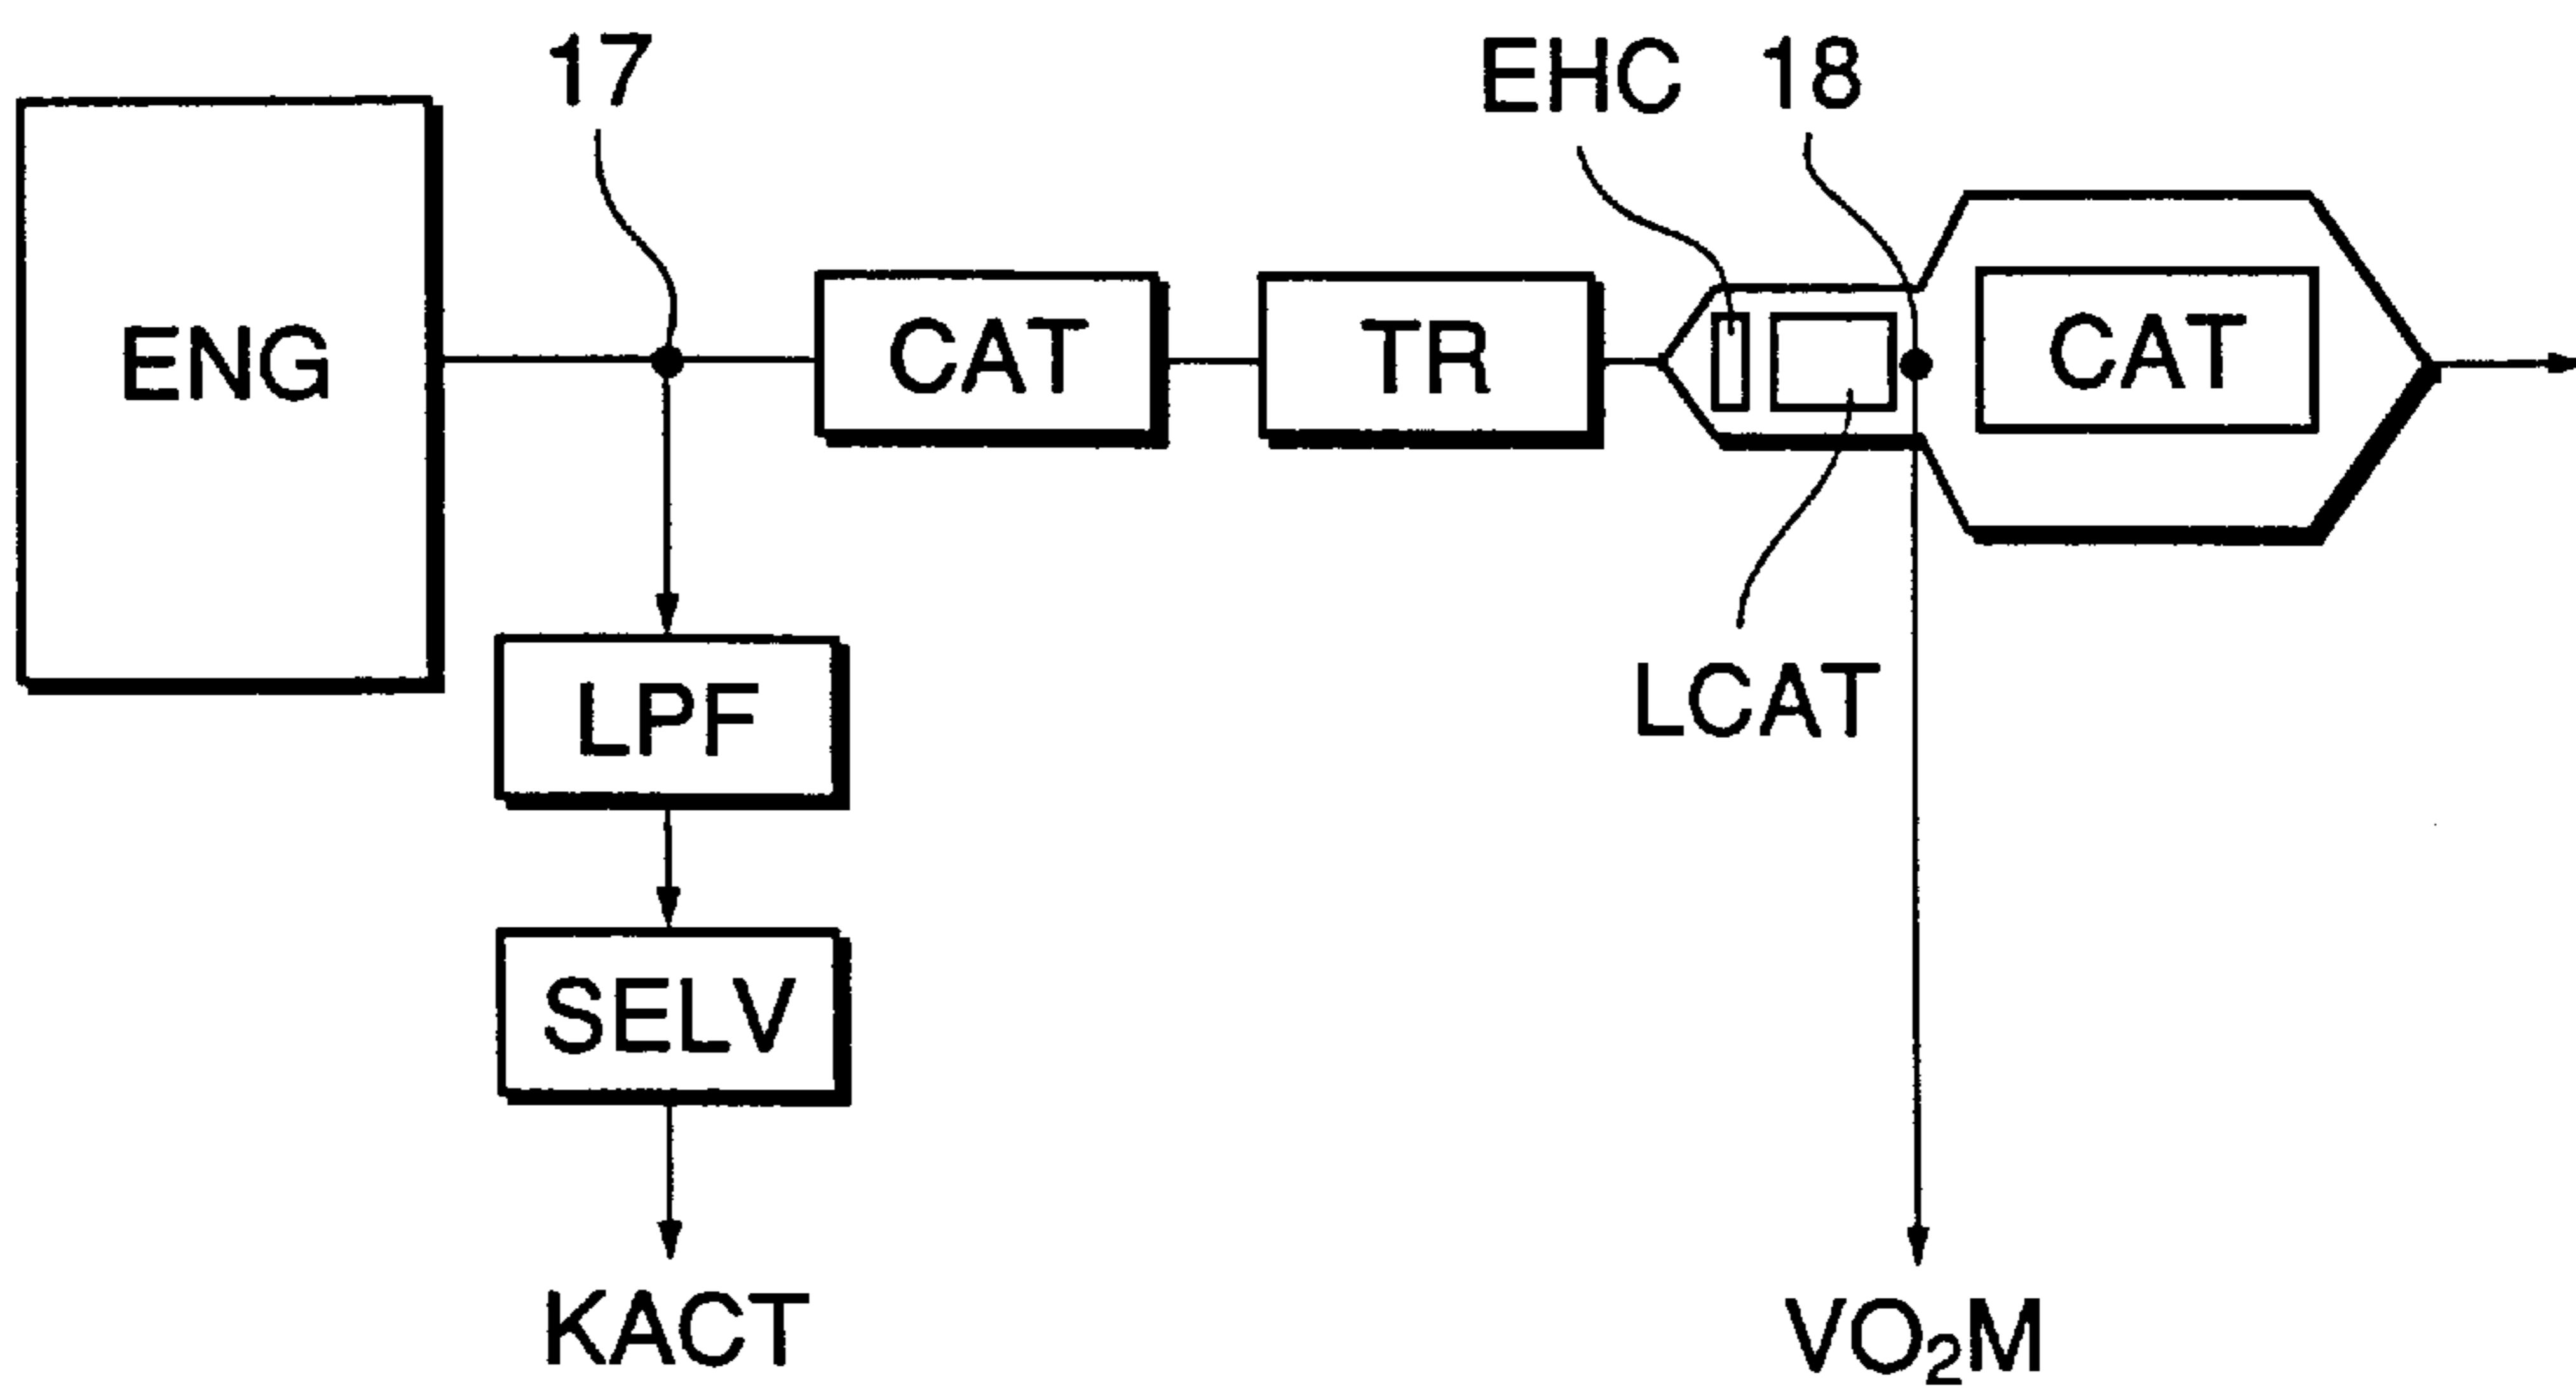 17
EHC 18
ENG
CAT
TR
CAT
LPF
LCAT
SELV
KACT
VO₂M